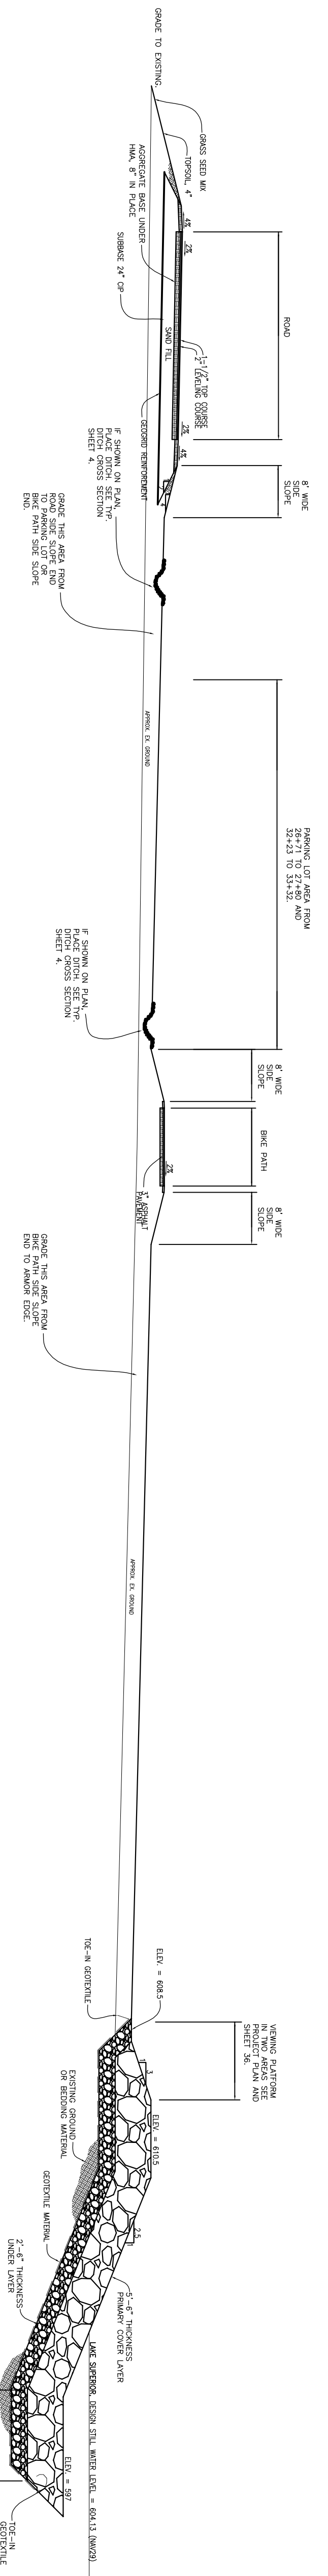 GRADE TO EXISTING.
GRASS SEED MIX
TOPSOIL, 4"
AGGREGATE BASE UNDER
HMA, 8" IN PLACE
4%
2%
ROAD
SUBBASE 24" CIP
SAND FILL
1-1/2" TOP COURSE
2" LEVELING COURSE
GEOGRID REINFORCEMENT
2%
4%
4
8' WIDE
SIDE
SLOPE
IF SHOWN ON PLAN,
PLACE DITCH. SEE TYP.
DITCH CROSS SECTION
SHEET 4.
GRADE THIS AREA FROM
ROAD SIDE SLOPE END
TO PARKING LOT OR
BIKE PATH SIDE SLOPE
END.
APPROX. EX. GROUND
PARKING LOT AREA FROM
26+71 TO 27+80 AND
32+23 TO 33+32.
IF SHOWN ON PLAN,
PLACE DITCH. SEE TYP.
DITCH CROSS SECTION
SHEET 4.
8' WIDE
SIDE
SLOPE
BIKE PATH
2%
3" ASPHALT
PAVEMENT
8' WIDE
SIDE
SLOPE
GRADE THIS AREA FROM
BIKE PATH SIDE SLOPE
END TO ARMOR EDGE.
APPROX. EX. GROUND
VIEWING PLATFORM
IN TWO AREAS SEE
PROJECT PLAN AND
SHEET 36.
ELEV. = 608.5
TOE-IN GEOTEXTILE
3
1
ELEV. = 610.5
EXISTING GROUND
OR BEDDING MATERIAL
2.5
1
5'-6" THICKNESS
PRIMARY COVER LAYER
GEOTEXTILE MATERIAL
2'-6" THICKNESS
UNDER LAYER
LAKE SUPERIOR DESIGN STILL WATER LEVEL = 604.13 (NAV29)
ELEV. = 597
TOE-IN
GEOTEXTILE